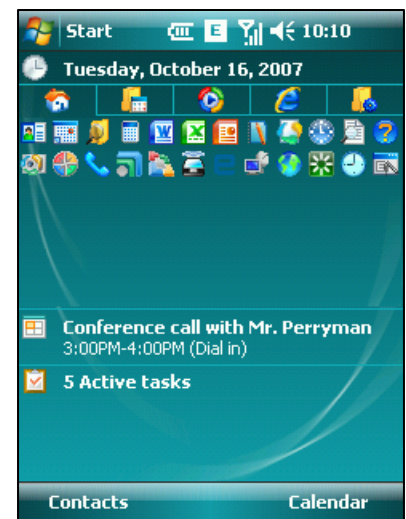 Start E 10:10
Tuesday, October 16, 2007
Conference call with Mr. Perryman
3:00PM-4:00PM (Dial in)
5 Active tasks
Contacts Calendar